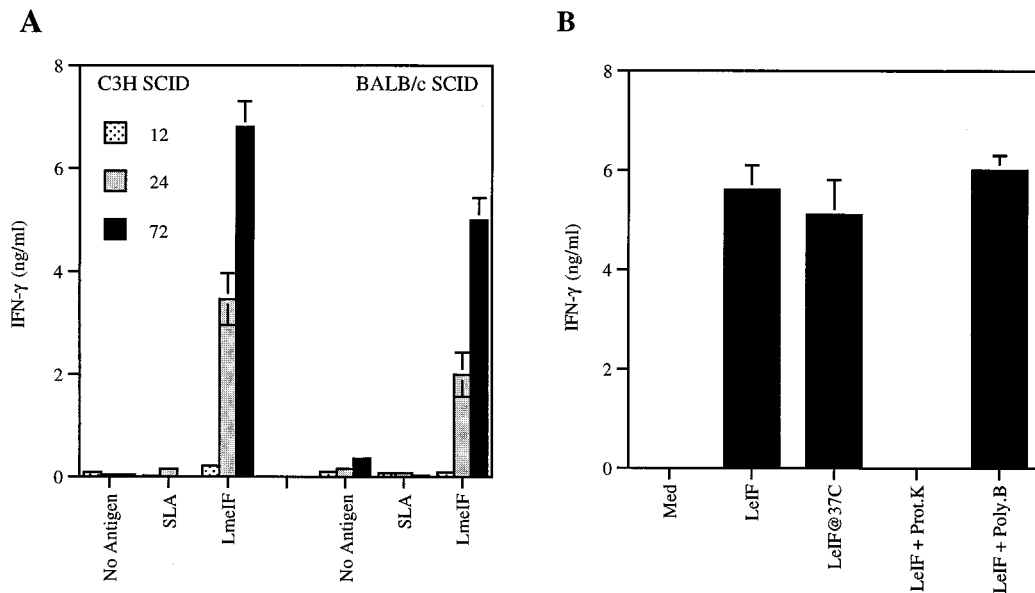 A
8
6
4
2
0
IFN-γ (ng/ml)
C3H SCID
BALB/c SCID
12
24
72
No Antigen
SLA
LmeIF
No Antigen
SLA
LmeIF
B
8
6
4
2
0
IFN-γ (ng/ml)
Med
LeIF
LeIF@37C
LeIF + Prot.K
LeIF + Poly.B